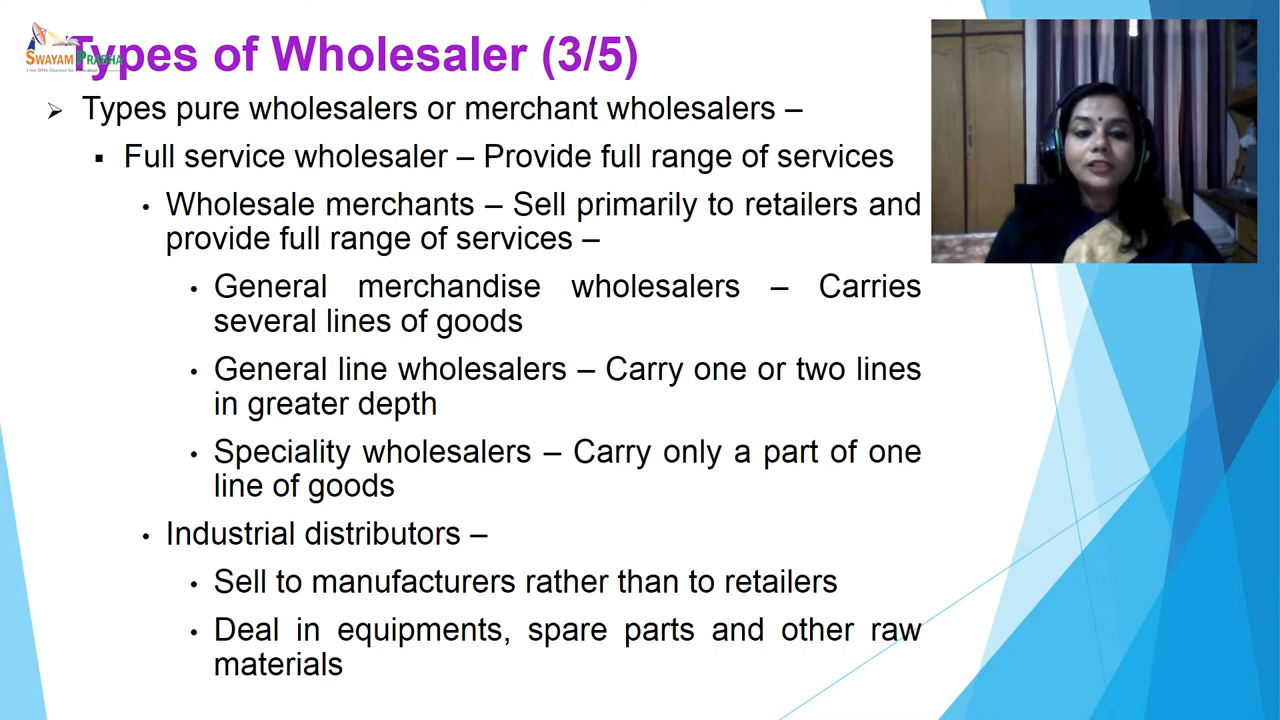 Types of Wholesaler (3/5)
SWAYAM PRABHA
➢ Types pure wholesalers or merchant wholesalers –
▪ Full service wholesaler – Provide full range of services
• Wholesale merchants – Sell primarily to retailers and
provide full range of services –
• General merchandise wholesalers – Carries
several lines of goods
• General line wholesalers – Carry one or two lines
in greater depth
• Speciality wholesalers – Carry only a part of one
line of goods
• Industrial distributors –
• Sell to manufacturers rather than to retailers
• Deal in equipments, spare parts and other raw
materials